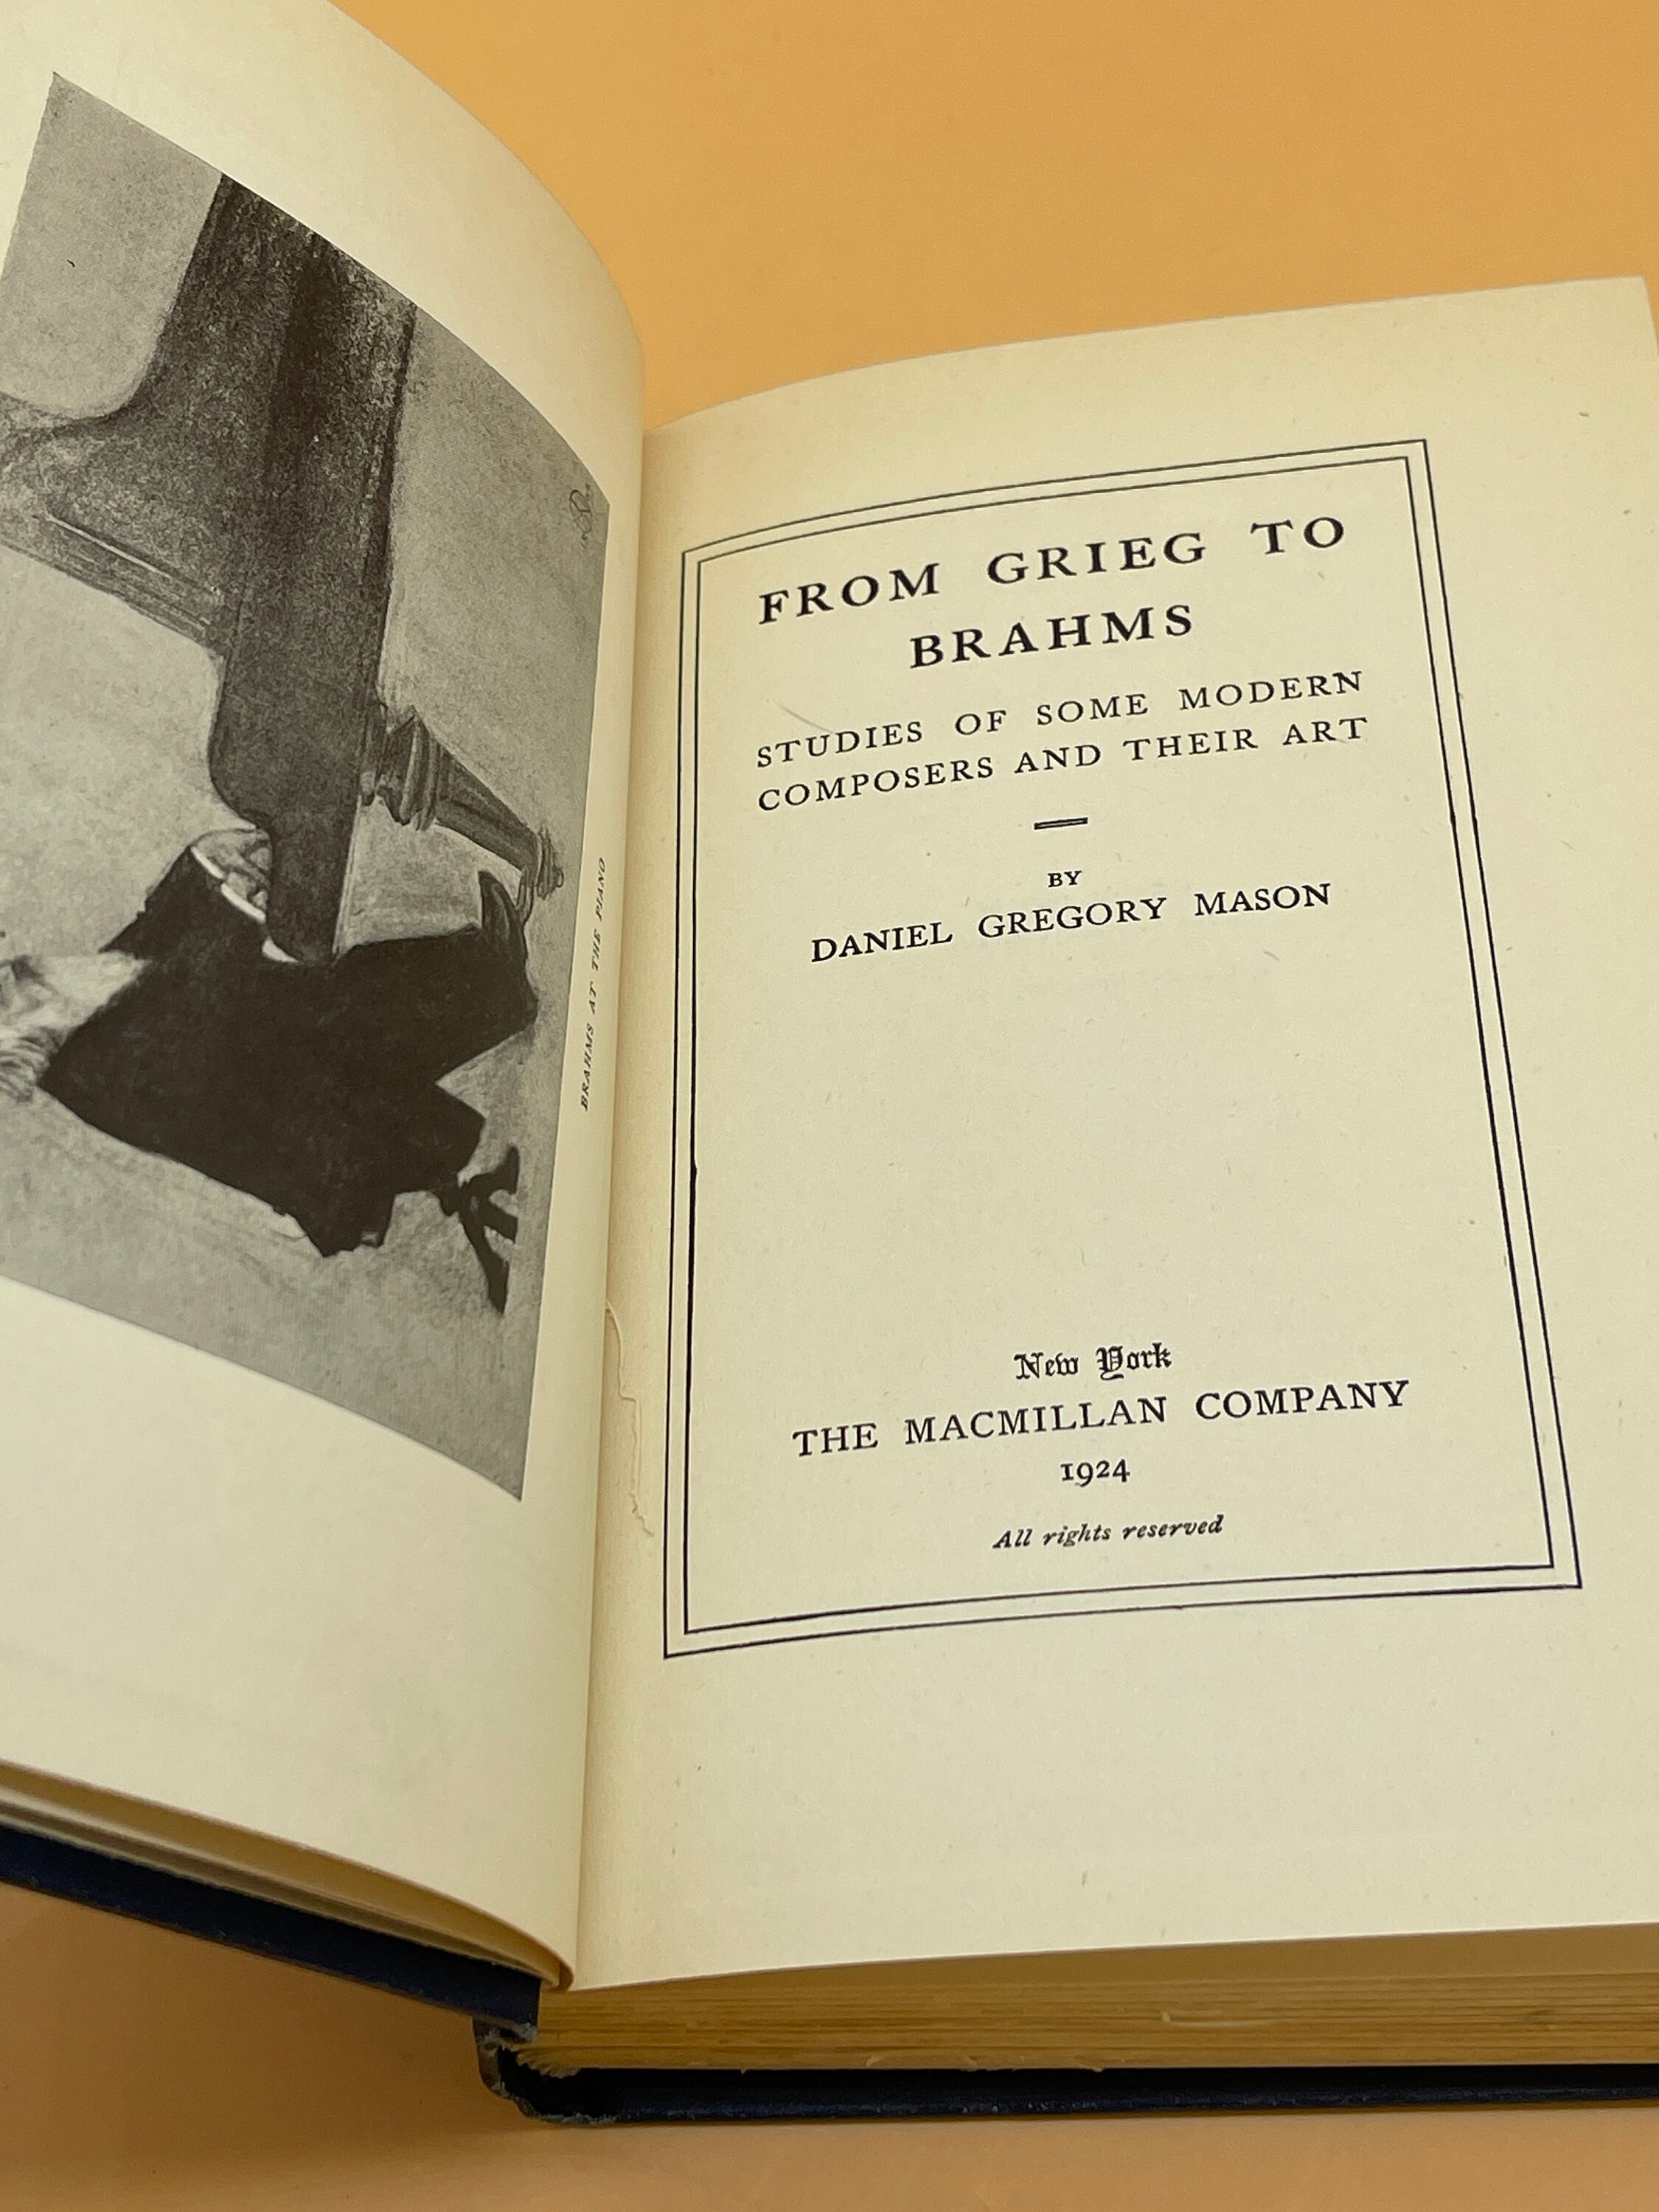 BRAHMS AT THE PIANO
FROM GRIEG TO
BRAHMS
STUDIES OF SOME MODERN
COMPOSERS AND THEIR ART
BY
DANIEL GREGORY MASON
New York
THE MACMILLAN COMPANY
1924
All rights reserved